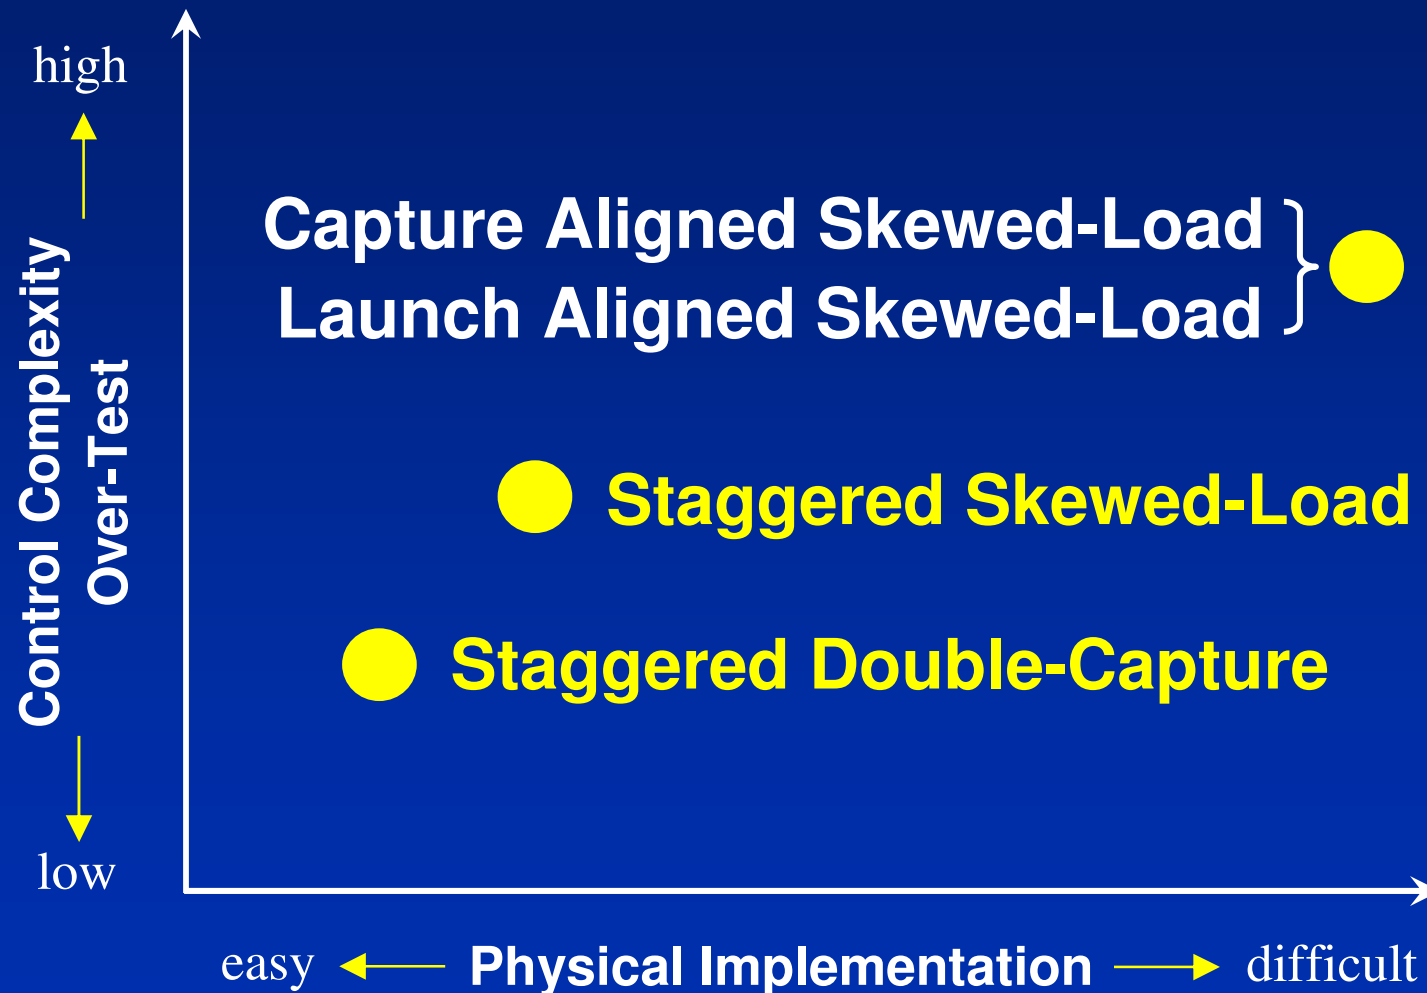 high
Capture Aligned Skewed-Load
Launch Aligned Skewed-Load
Control Complexity
Over-Test
Staggered Skewed-Load
Staggered Double-Capture
low
easy
Physical Implementation
difficult